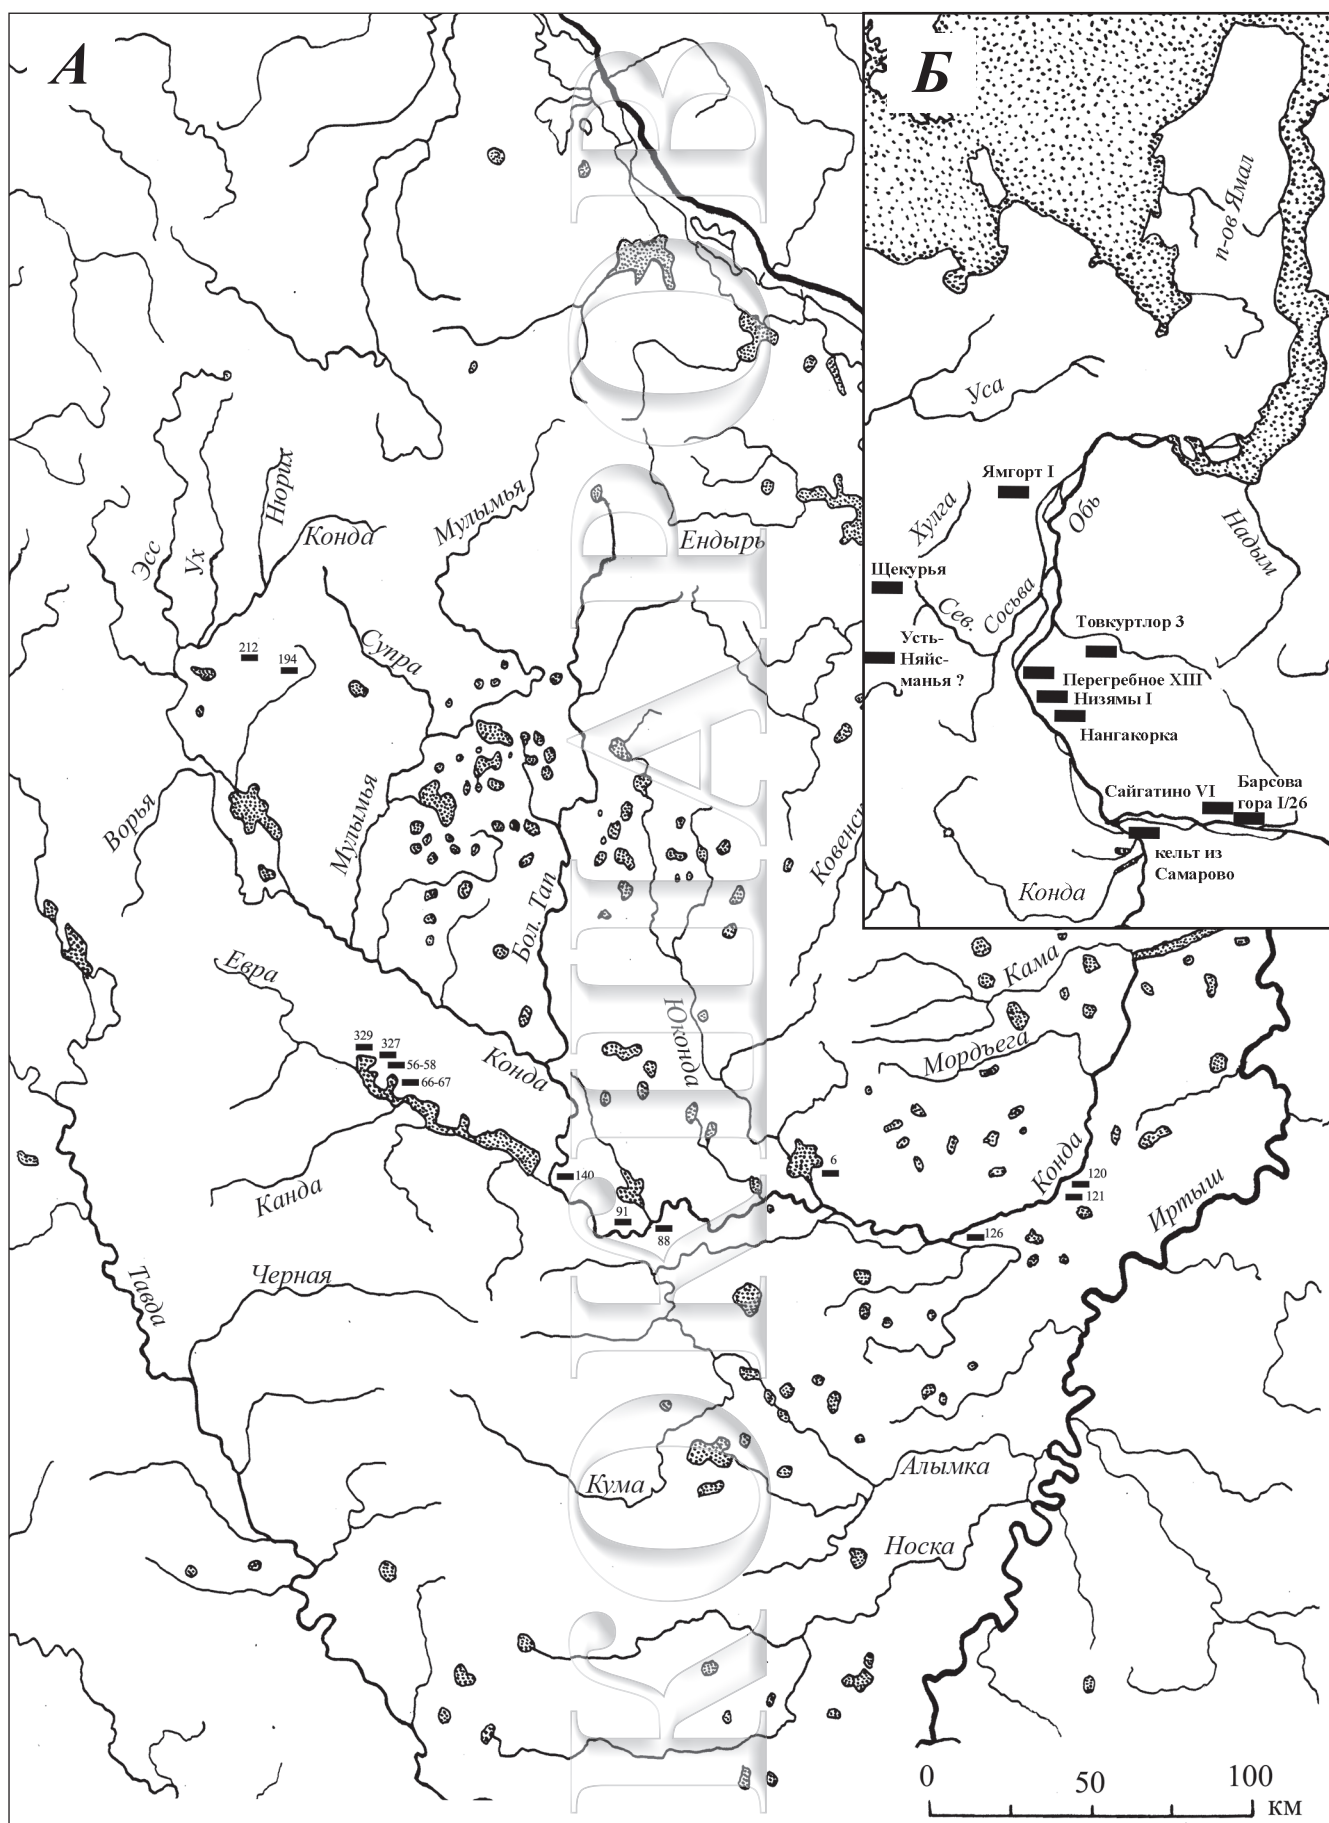 А
Б
п-ов Ямал
Уса
Ямгорт I
Хулга
Обь
Надым
Щекурья
Сев. Сосьва
Товкуртлор 3
Усть-
Няйс-
манья ?
Перегребное XIII
Низямы I
Нангакорка
Сайгатино VI
Барсова
гора I/26
кельт из
Самарово
Конда
Эсс
Ух
Нюрих
Конда
Мулымья
Ендырь
212
194
Супра
Ворья
Мулымья
Бол. Тап
Ковенск
Евра
Юконда
Кама
329
327
56-58
66-67
Конда
Мордъега
Канда
140
6
Конда
120
121
91
88
126
Иртыш
Черная
Тавда
Кума
Алымка
Носка
0
50
100
км